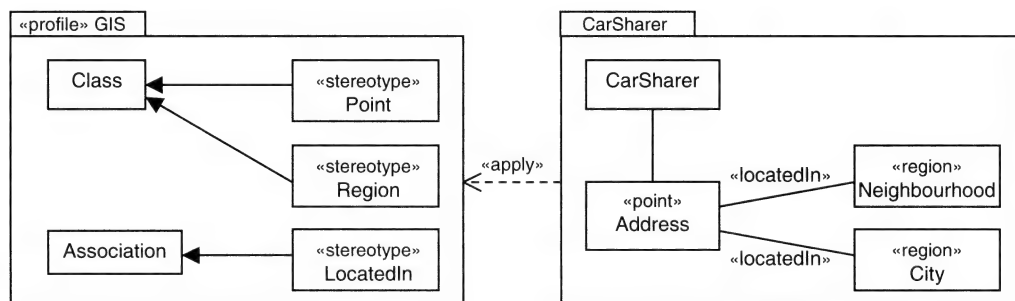 «profile» GIS
Class
«stereotype»
Point
«stereotype»
Region
Association
«stereotype»
LocatedIn
«apply»
CarSharer
CarSharer
«point»
Address
«locatedIn»
«region»
Neighbourhood
«locatedIn»
«region»
City